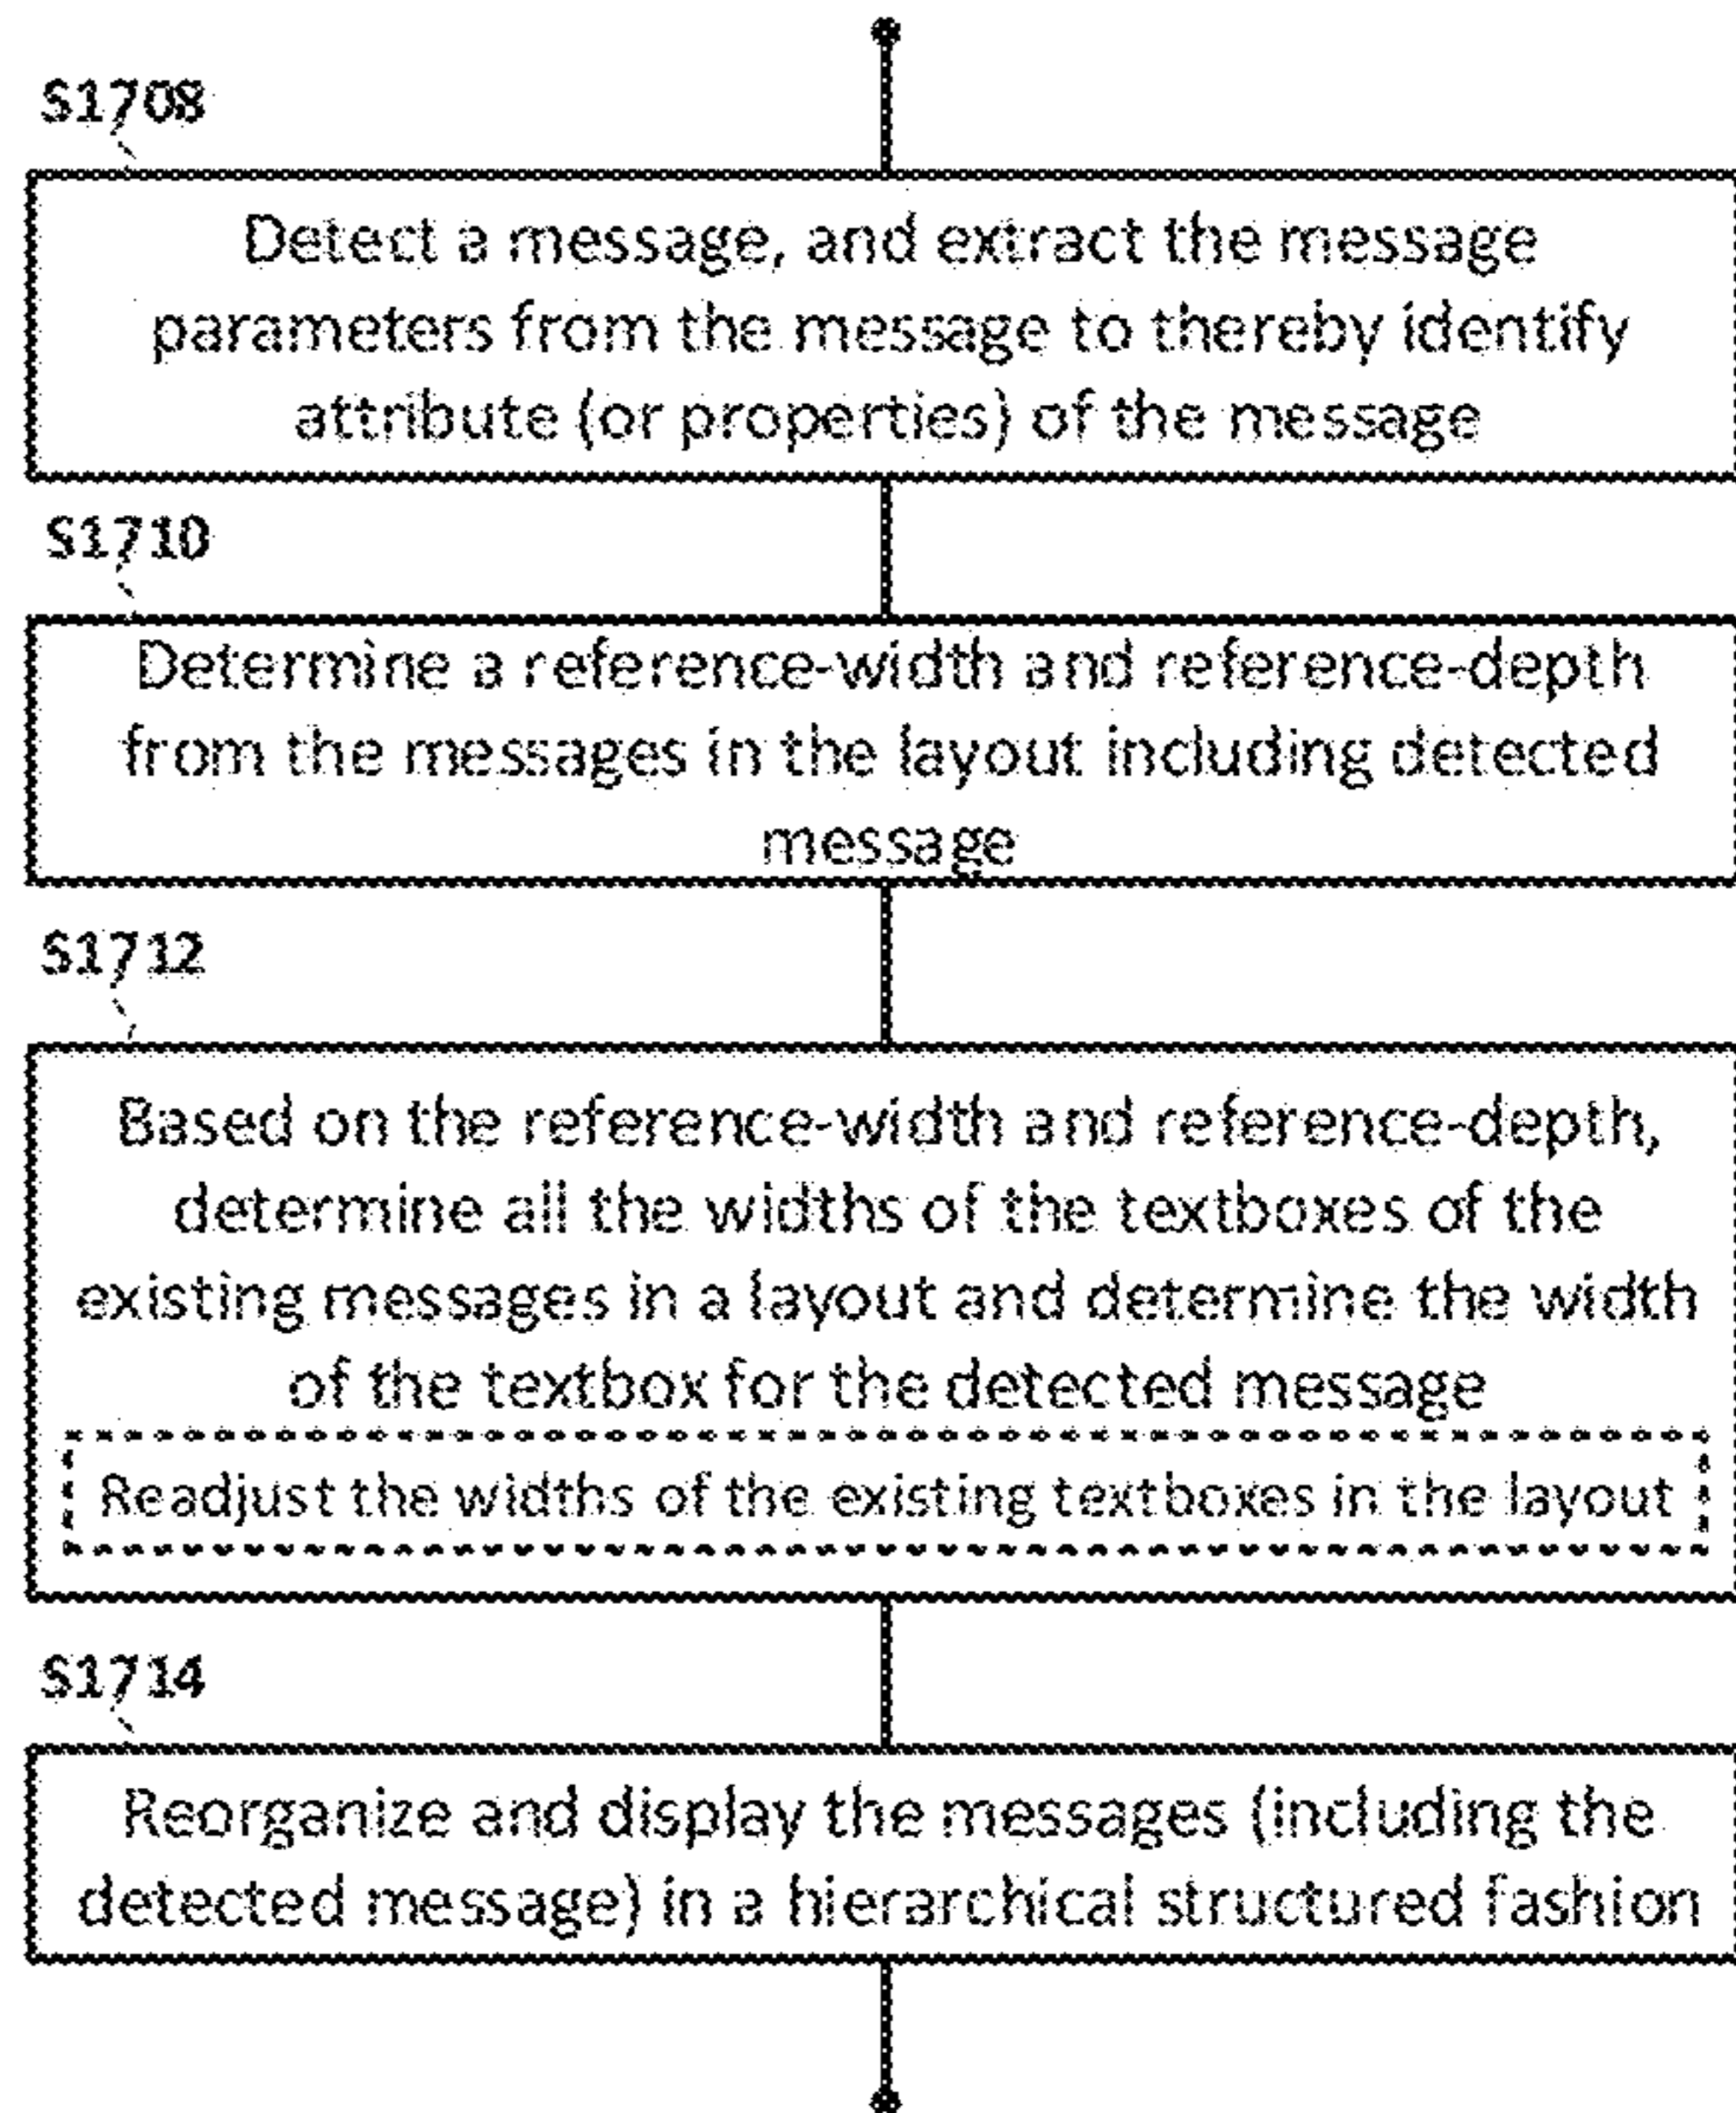 S1708
Detect a message, and extract the message
parameters from the message to thereby identify
attribute (or properties) of the message
S1710
Determine a reference-width and reference-depth
from the messages in the layout including detected
message
S1712
Based on the reference-width and reference-depth,
determine all the widths of the textboxes of the
existing messages in a layout and determine the width
of the textbox for the detected message
Readjust the widths of the existing textboxes in the layout
S1714
Reorganize and display the messages (including the
detected message) in a hierarchical structured fashion